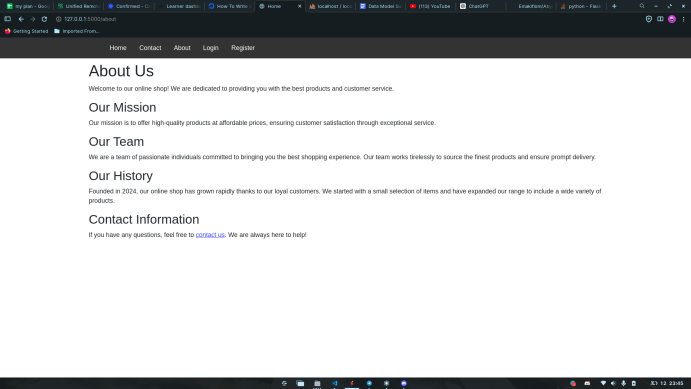 my plan - Goog
Unified Remote
Confirmed - E
Learner dashb
How To Write
Home
localhost / loca
Data Model So
(113) YouTube
ChatGPT
python - Flask
127.0.0.1:5000/about
Getting Started
Imported From...
Home
Contact
About
Login
Register
About Us
Welcome to our online shop! We are dedicated to providing you with the best products and customer service.
Our Mission
Our mission is to offer high-quality products at affordable prices, ensuring customer satisfaction through exceptional service.
Our Team
We are a team of passionate individuals committed to bringing you the best shopping experience. Our team works tirelessly to source the finest products and ensure prompt delivery.
Our History
Founded in 2024, our online shop has grown rapidly thanks to our loyal customers. We started with a small selection of items and have expanded our range to include a wide variety of
products.
Contact Information
If you have any questions, feel free to contact us. We are always here to help!
12 23:45